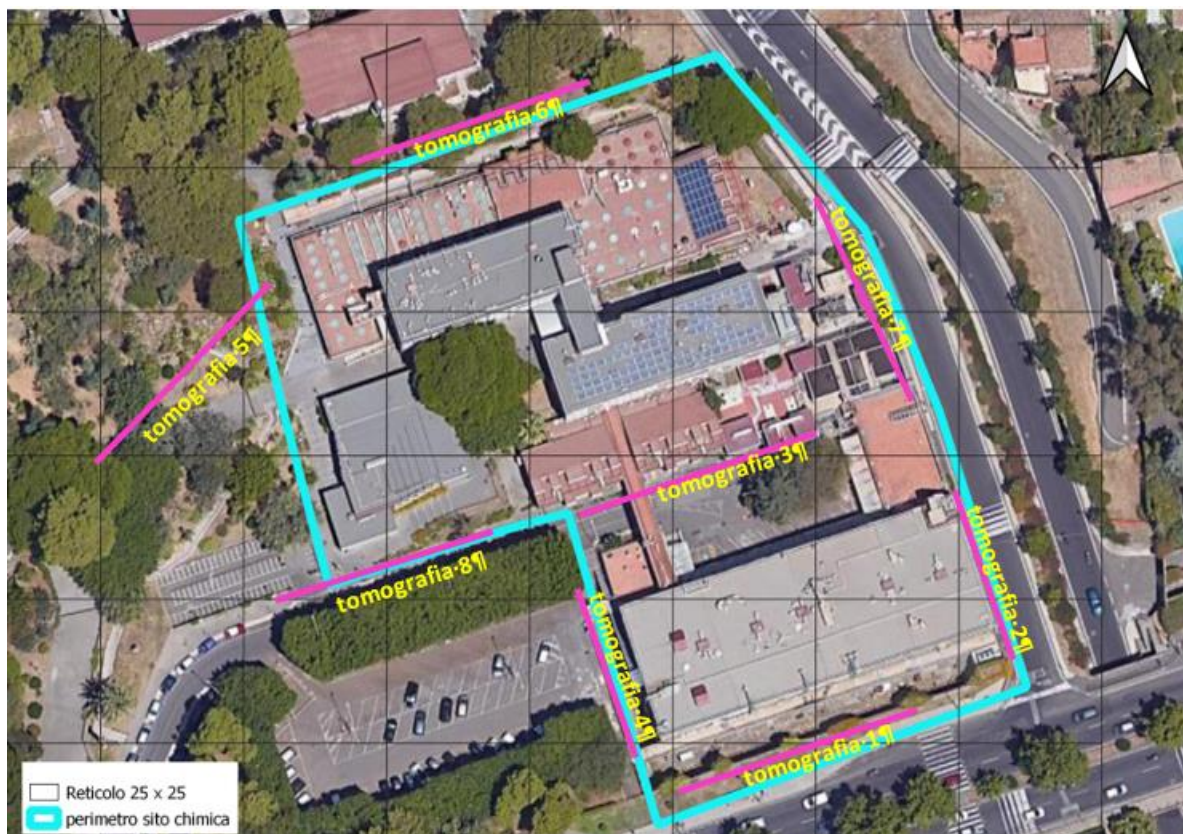 tomografia·6¶
tomografia·7¶
tomografia·5¶
tomografia·3¶
tomografia·8¶
tomografia·2¶
tomografia·4¶
tomografia·1¶
Reticolo 25 x 25
perimetro sito chimica